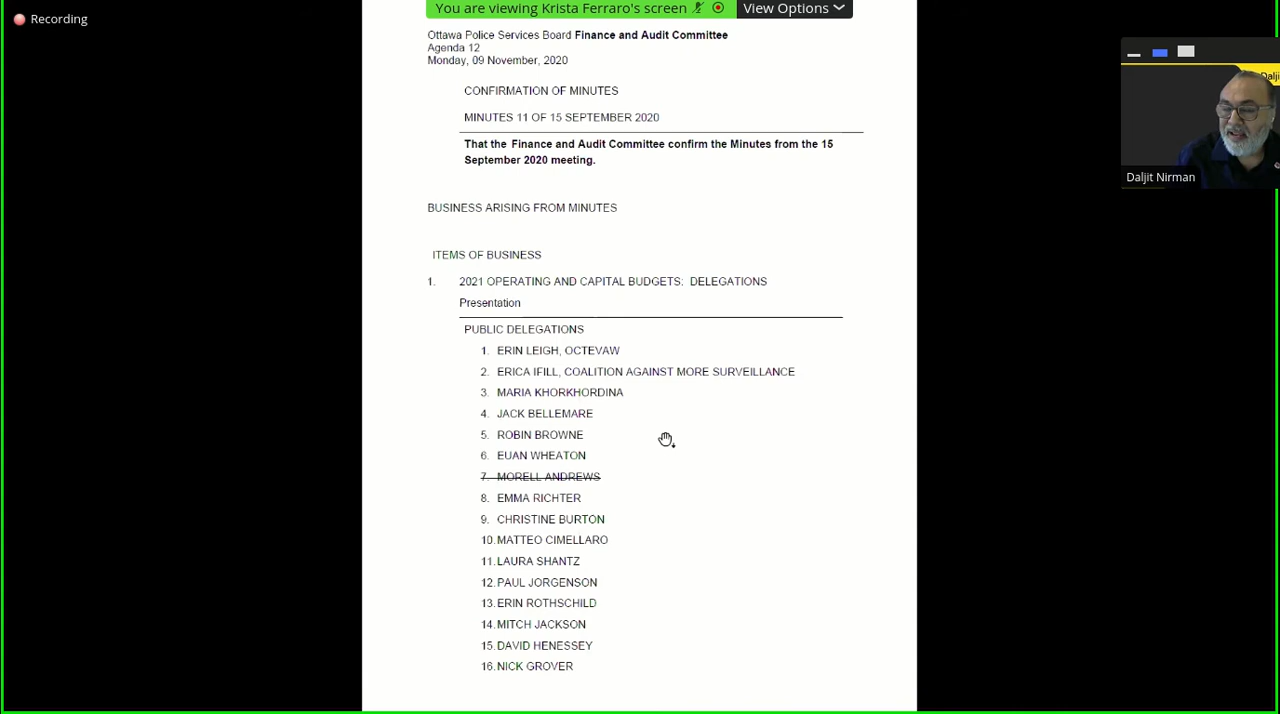 Recording
You are viewing Krista Ferraro's screen
View Options
Ottawa Police Services Board Finance and Audit Committee
Agenda 12
Monday, 09 November, 2020
CONFIRMATION OF MINUTES
MINUTES 11 OF 15 SEPTEMBER 2020
That the Finance and Audit Committee confirm the Minutes from the 15
September 2020 meeting.
BUSINESS ARISING FROM MINUTES
ITEMS OF BUSINESS
1. 2021 OPERATING AND CAPITAL BUDGETS: DELEGATIONS
Presentation
PUBLIC DELEGATIONS
1. ERIN LEIGH, OCTEVAW
2. ERICA IFILL, COALITION AGAINST MORE SURVEILLANCE
3. MARIA KHORKHORDINA
4. JACK BELLEMARE
5. ROBIN BROWNE
6. EUAN WHEATON
7. MORELL ANDREWS
8. EMMA RICHTER
9. CHRISTINE BURTON
10. MATTEO CIMELLARO
11. LAURA SHANTZ
12. PAUL JORGENSON
13. ERIN ROTHSCHILD
14. MITCH JACKSON
15. DAVID HENESSEY
16. NICK GROVER
Dalji
Daljit Nirman